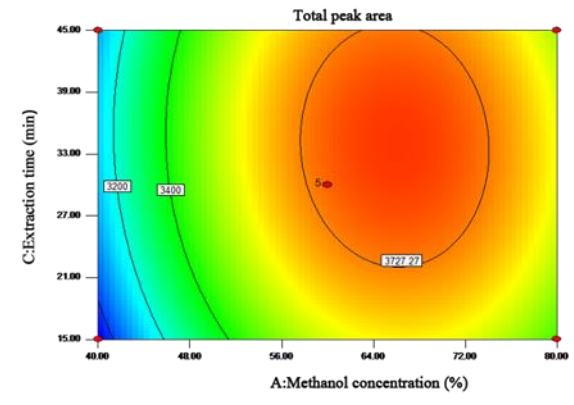 Total peak area
45.00
39.00
33.00
27.00
21.00
15.00
C:Extraction time (min)
3200
3400
5
3727.27
40.00 48.00 56.00 64.00 72.00 80.00
A:Methanol concentration (%)